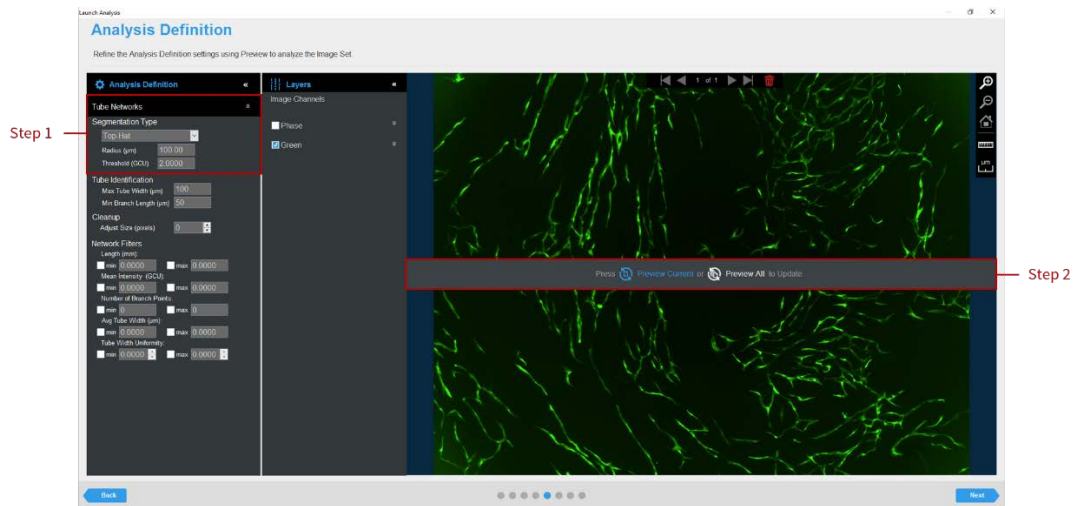 Launch Analysis
Analysis Definition
Refine the Analysis Definition settings using Preview to analyze the Image Set.
Analysis Definition
Tube Networks
Segmentation Type
Top Hat
Radius (µm) 100.00
Threshold (GCU) 2.0000
Tube Identification
Max Tube Width (µm) 100
Min Branch Length (µm) 50
Cleanup
Adjust Size (pixels) 0
Network Filters
Length (mm):
min 0.0000 max 0.0000
Mean Intensity (GCU):
min 0.0000 max 0.0000
Number of Branch Points:
min 0 max 0
Avg Tube Width (µm):
min 0.0000 max 0.0000
Tube Width Uniformity:
min 0.0000 max 0.0000
Layers
Image Channels
Phase
Green
1 of 1
µm
Press Preview Current or Preview All to Update
Step 1
Step 2
Back
Next